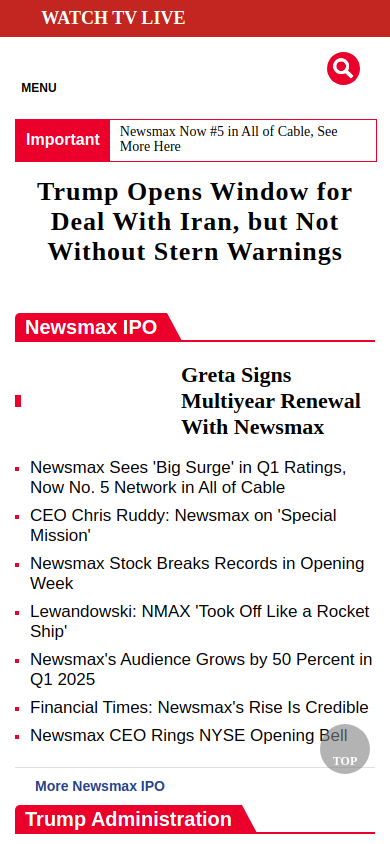 WATCH TV LIVE
MENU
Important
Newsmax Now #5 in All of Cable, See
More Here
Trump Opens Window for
Deal With Iran, but Not
Without Stern Warnings
Newsmax IPO
Greta Signs
Multiyear Renewal
With Newsmax
Newsmax Sees 'Big Surge' in Q1 Ratings,
Now No. 5 Network in All of Cable
CEO Chris Ruddy: Newsmax on 'Special
Mission'
Newsmax Stock Breaks Records in Opening
Week
Lewandowski: NMAX 'Took Off Like a Rocket
Ship'
Newsmax's Audience Grows by 50 Percent in
Q1 2025
Financial Times: Newsmax's Rise Is Credible
Newsmax CEO Rings NYSE Opening Bell
TOP
More Newsmax IPO
Trump Administration